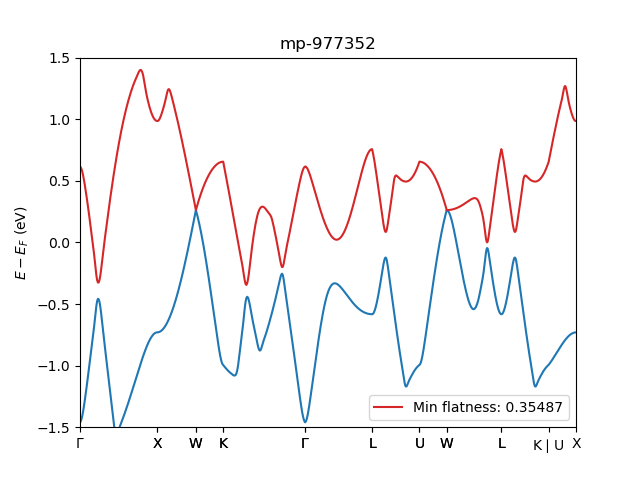 mp-977352
E − E_F (eV)
1.5
1.0
0.5
0.0
−0.5
−1.0
−1.5
Min flatness: 0.35487
Γ X W K Γ L U W L K | U X